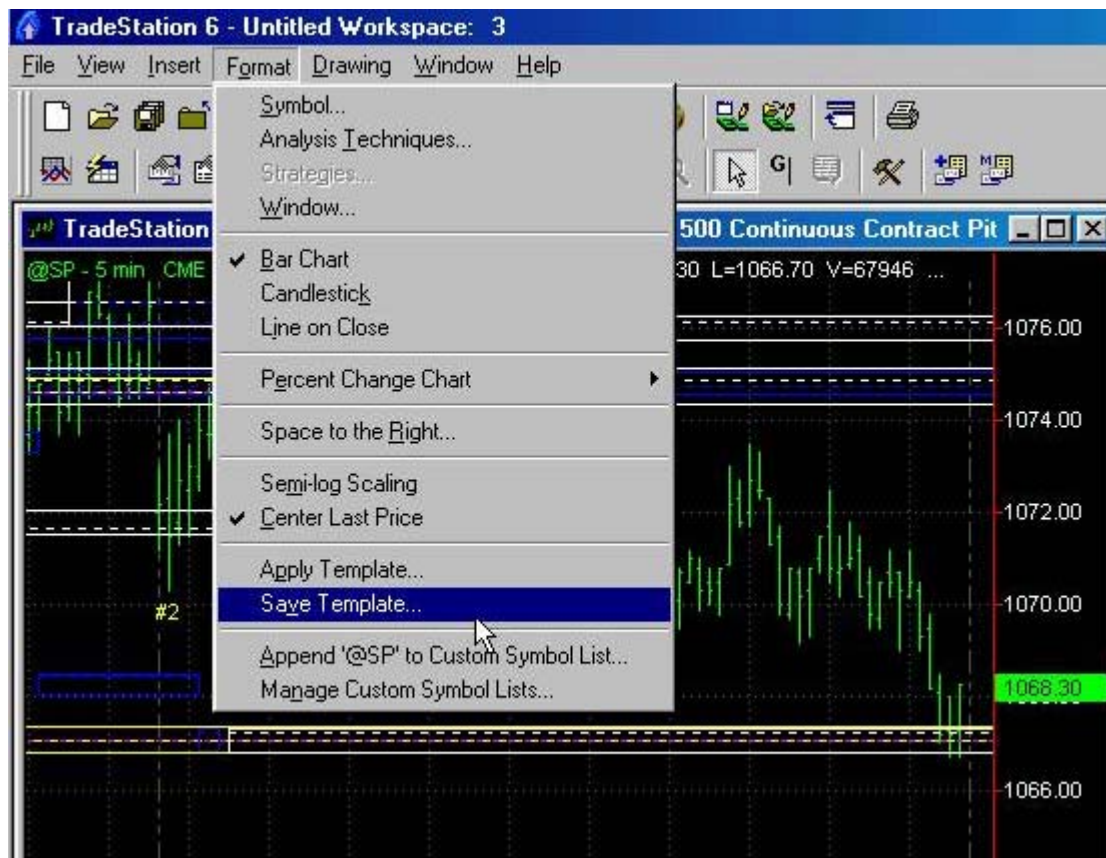 TradeStation 6 - Untitled Workspace: 3
File View Insert Format Drawing Window Help
Symbol...
Analysis Techniques...
Strategies...
Window...
G
M
TradeStation 500 Continuous Contract Pit
Bar Chart
@SP - 5 min CME 30 L=1066.70 V=67946 ...
Candlestick
Line on Close
1076.00
Percent Change Chart
1074.00
Space to the Right...
Semi-log Scaling
Center Last Price
1072.00
Apply Template...
Save Template...
#2
1070.00
Append '@SP' to Custom Symbol List...
Manage Custom Symbol Lists...
1068.30
1066.00